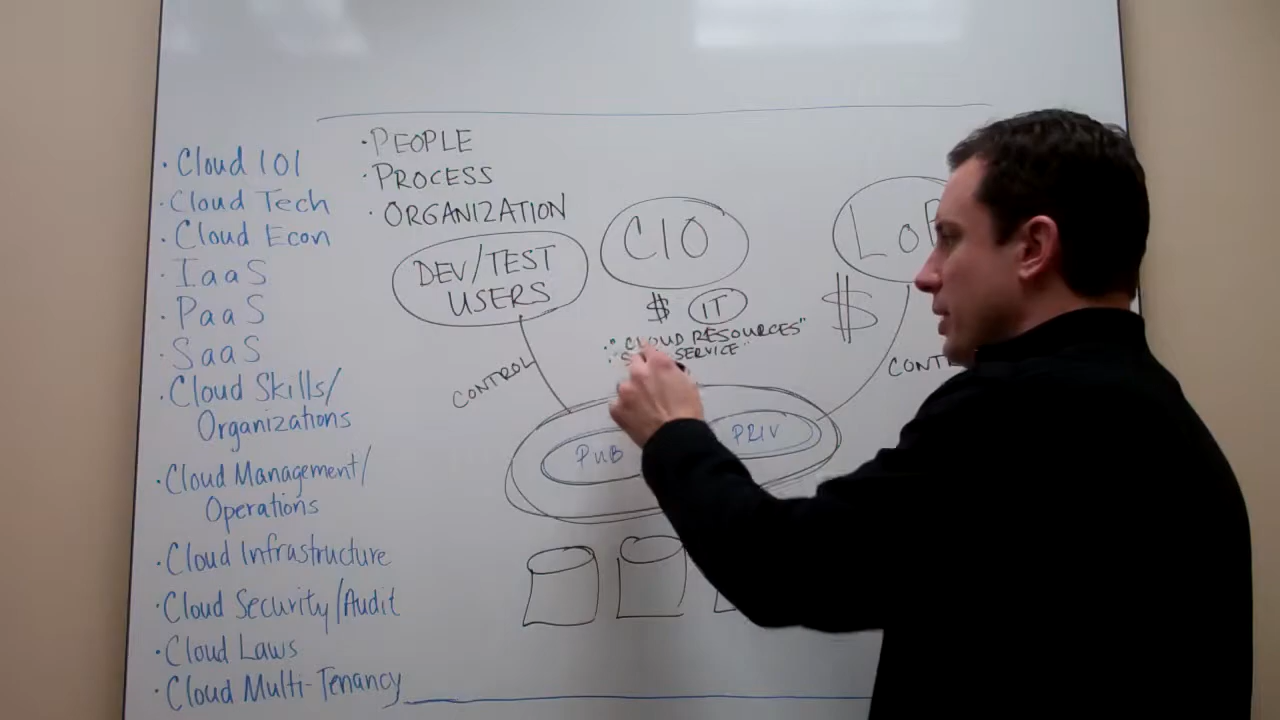 · Cloud 101
· Cloud Tech
· Cloud Econ
· IaaS
· PaaS
· SaaS
· Cloud Skills/
Organizations
· Cloud Management/
Operations
· Cloud Infrastructure
· Cloud Security/Audit
· Cloud Laws
· Cloud Multi-Tenancy
· PEOPLE
· PROCESS
· ORGANIZATION
DEV/TEST
USERS
CIO
$ IT
"CLOUD RESOURCES"
SERVICE"
LoB
$
CONTROL
PUB
PRIV